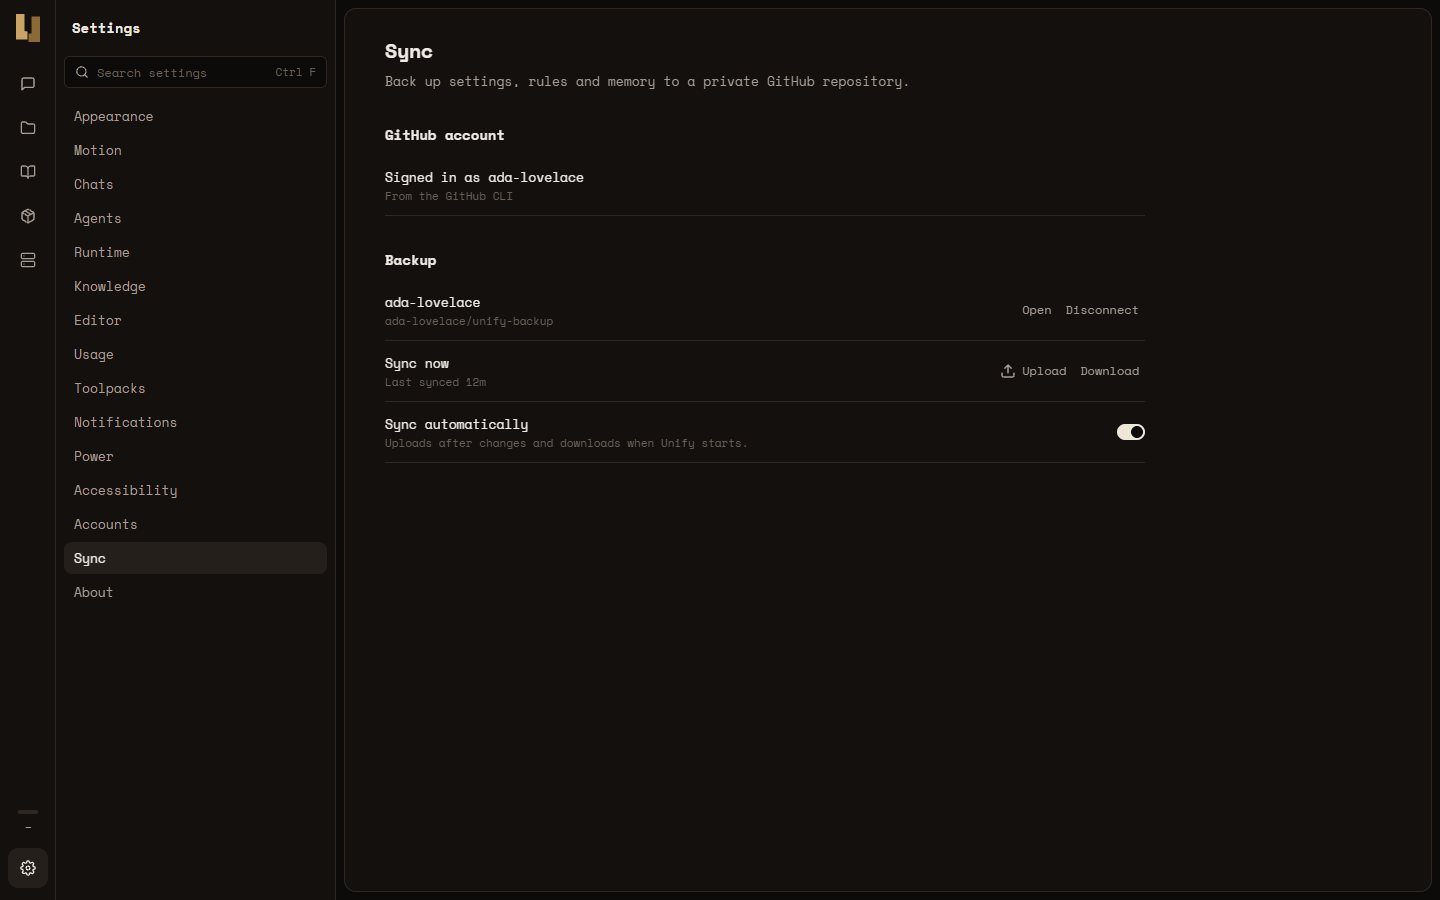 Settings
Search settings Ctrl F
Appearance
Motion
Chats
Agents
Runtime
Knowledge
Editor
Usage
Toolpacks
Notifications
Power
Accessibility
Accounts
Sync
About
Sync
Back up settings, rules and memory to a private GitHub repository.
GitHub account
Signed in as ada-lovelace
From the GitHub CLI
Backup
ada-lovelace
ada-lovelace/unify-backup
Open Disconnect
Sync now
Last synced 12m
Upload Download
Sync automatically
Uploads after changes and downloads when Unify starts.